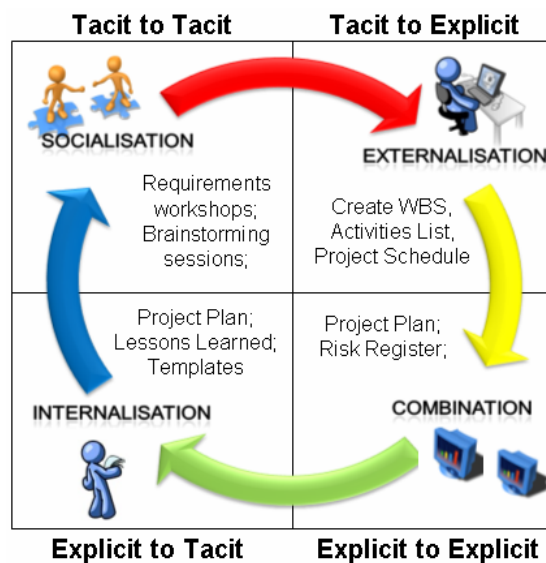 Tacit to Tacit
Tacit to Explicit
SOCIALISATION
EXTERNALISATION
Requirements
workshops;
Brainstorming
sessions;
Create WBS,
Activities List,
Project Schedule
Project Plan;
Lessons Learned;
Templates
Project Plan;
Risk Register;
INTERNALISATION
COMBINATION
Explicit to Tacit
Explicit to Explicit